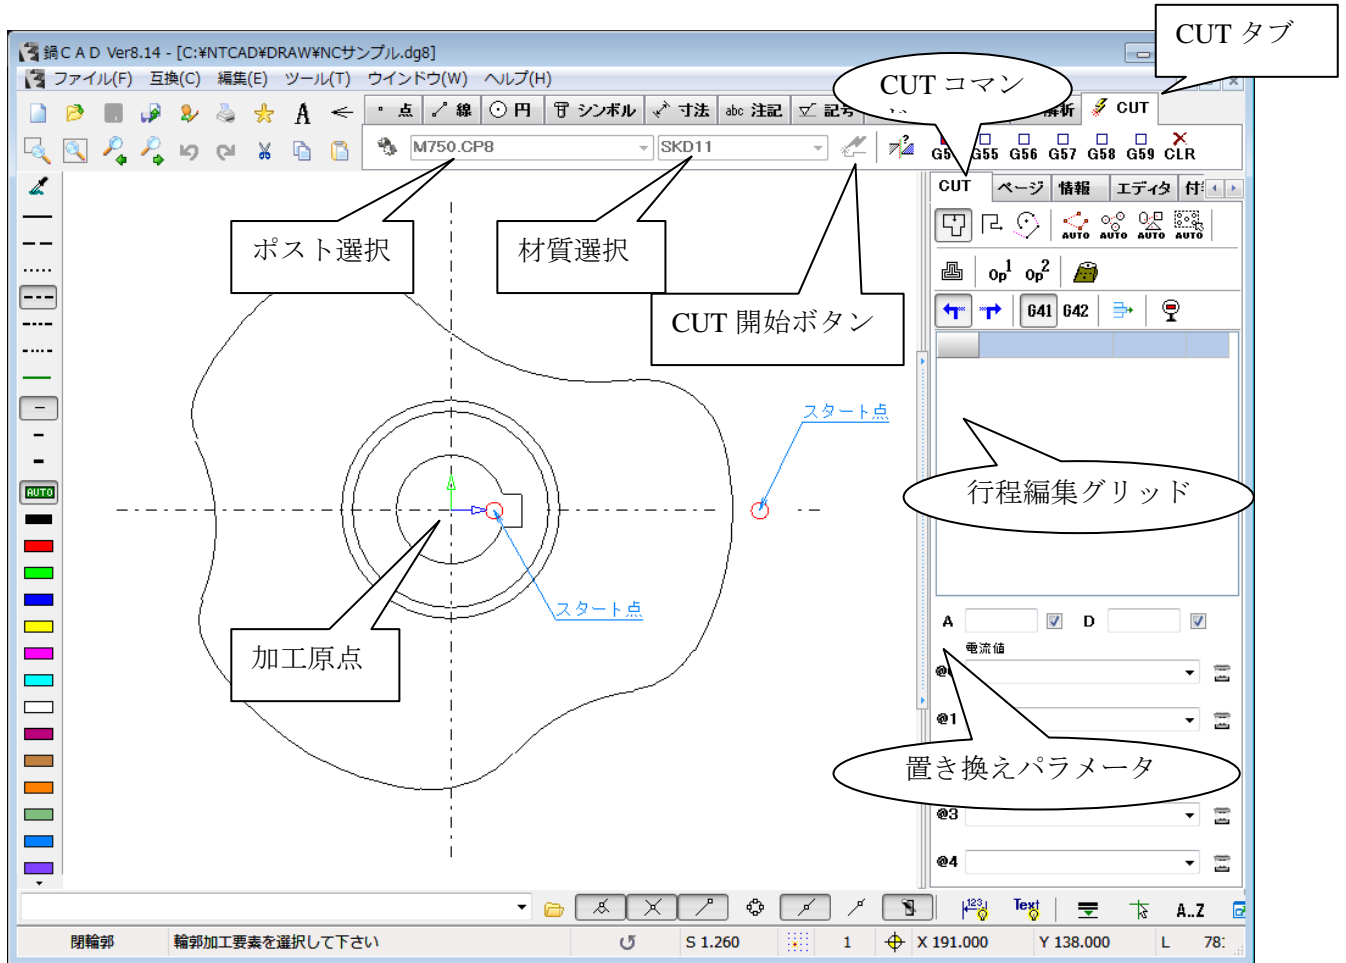 CUT タブ
鍋ＣＡＤ Ver8.14 - [C:¥NTCAD¥DRAW¥NCサンプル.dg8]
ファイル(F) 互換(C) 編集(E) ツール(T) ウインドウ(W) ヘルプ(H)
CUT コマン
点 線 円 シンボル 寸法 abc 注記 記号 解析 CUT
M750.CP8 SKD11 G55 G56 G57 G58 G59 CLR
CUT ページ 情報 エディタ
AUTO AUTO AUTO AUTO
ポスト選択
材質選択
Op1 Op2
CUT 開始ボタン
G41 G42
スタート点
行程編集グリッド
AUTO
スタート点
A D
電流値
加工原点
@1
置き換えパラメータ
@3
@4
123 Text A..Z
閉輪郭 輪郭加工要素を選択して下さい S 1.260 1 X 191.000 Y 138.000 L